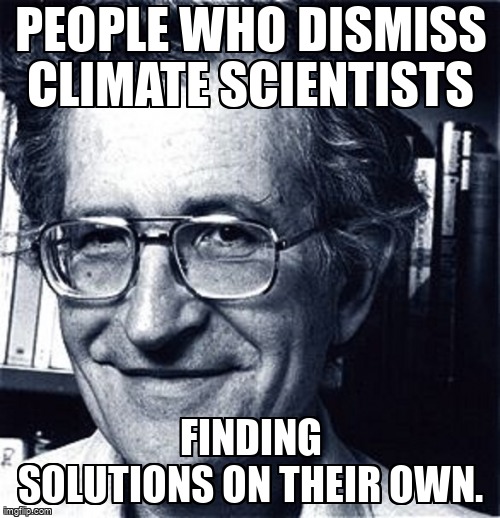 PEOPLE WHO DISMISS
CLIMATE SCIENTISTS
FINDING
SOLUTIONS ON THEIR OWN.
imgflip.com